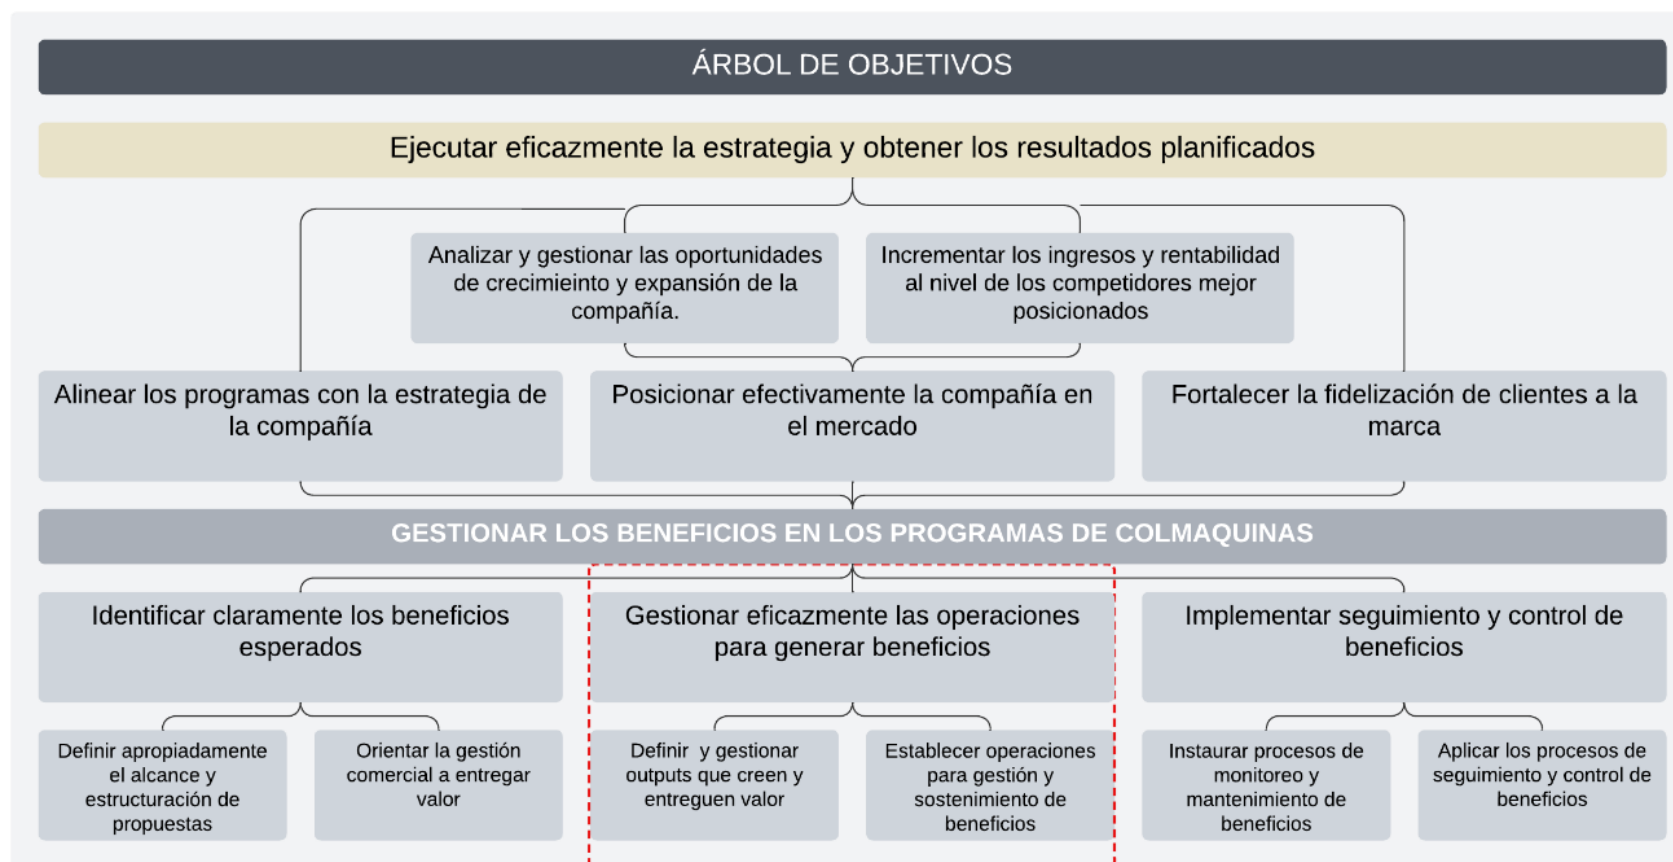 ÁRBOL DE OBJETIVOS
Ejecutar eficazmente la estrategia y obtener los resultados planificados
Analizar y gestionar las oportunidades
de crecimieinto y expansión de la
compañía.
Incrementar los ingresos y rentabilidad
al nivel de los competidores mejor
posicionados
Alinear los programas con la estrategia de
la compañía
Posicionar efectivamente la compañía en
el mercado
Fortalecer la fidelización de clientes a la
marca
GESTIONAR LOS BENEFICIOS EN LOS PROGRAMAS DE COLMAQUINAS
Identificar claramente los beneficios
esperados
Gestionar eficazmente las operaciones
para generar beneficios
Implementar seguimiento y control de
beneficios
Definir apropiadamente
el alcance y
estructuración de
propuestas
Orientar la gestión
comercial a entregar
valor
Definir y gestionar
outputs que creen y
entreguen valor
Establecer operaciones
para gestión y
sostenimiento de
beneficios
Instaurar procesos de
monitoreo y
mantenimiento de
beneficios
Aplicar los procesos de
seguimiento y control de
beneficios